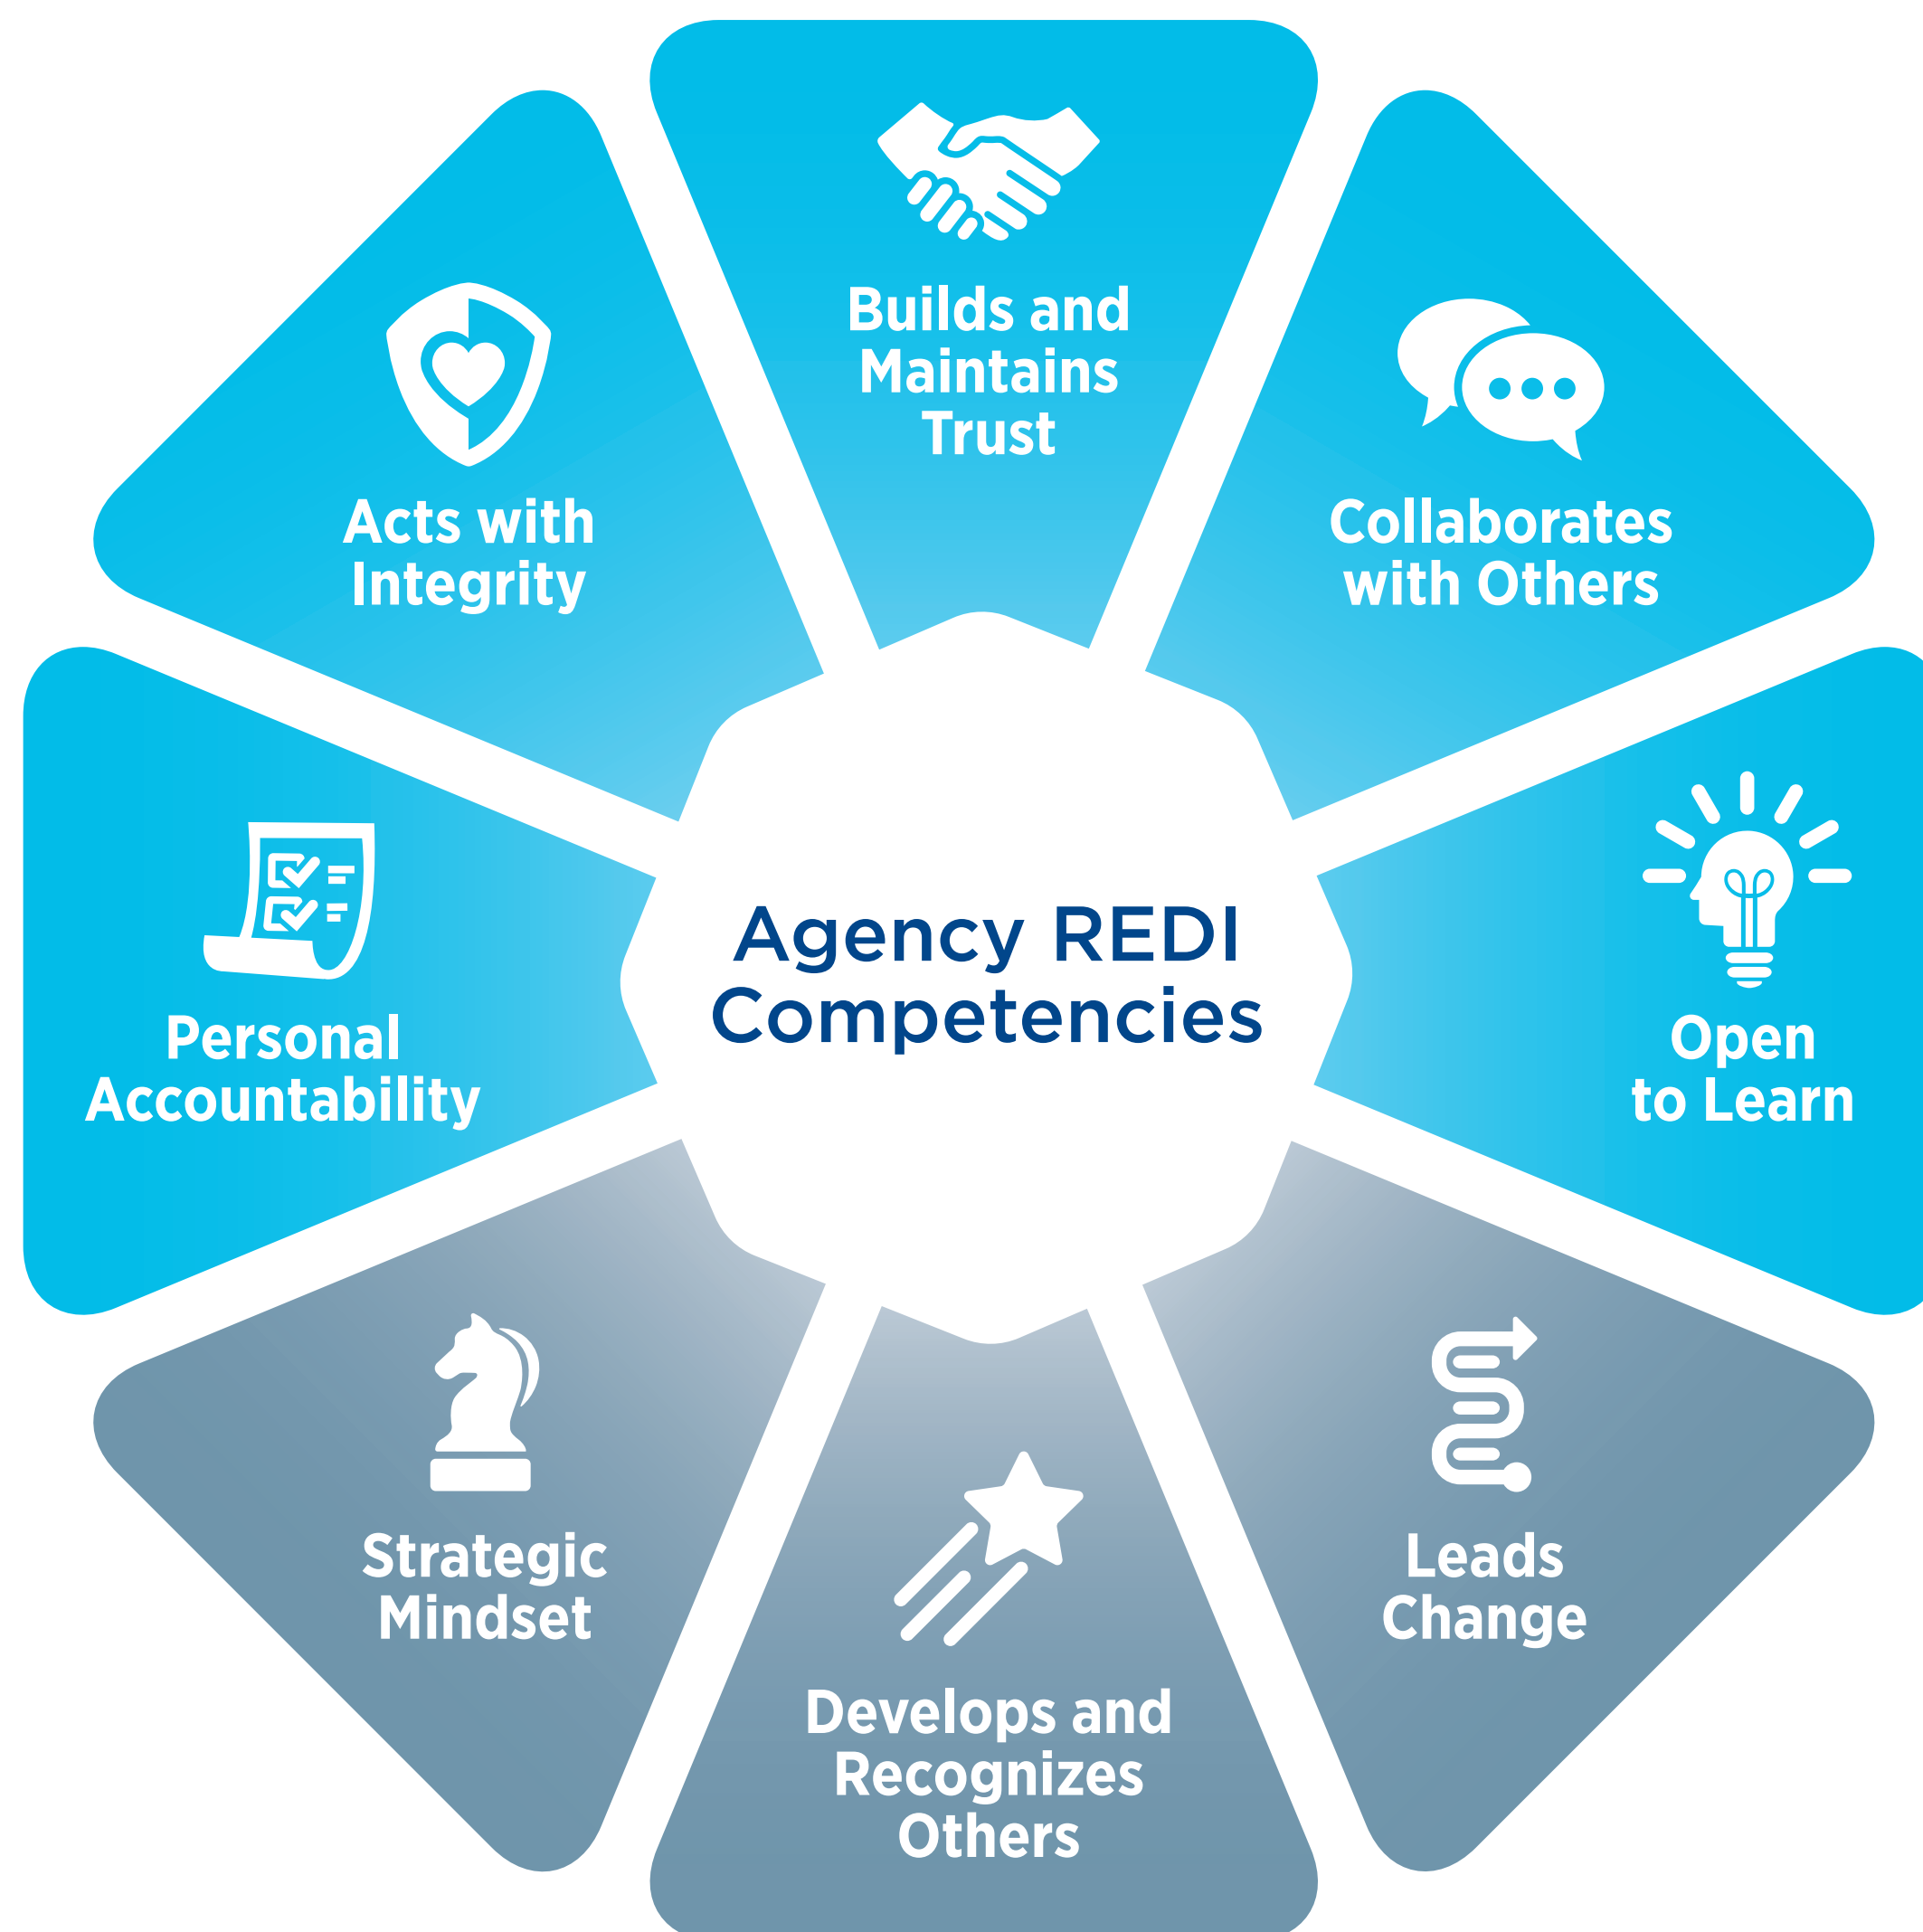 Builds and
Maintains
Trust
Acts with
Integrity
Collaborates
with Others
Agency REDI
Competencies
Personal
Accountability
Open
to Learn
Strategic
Mindset
Leads
Change
Develops and
Recognizes
Others